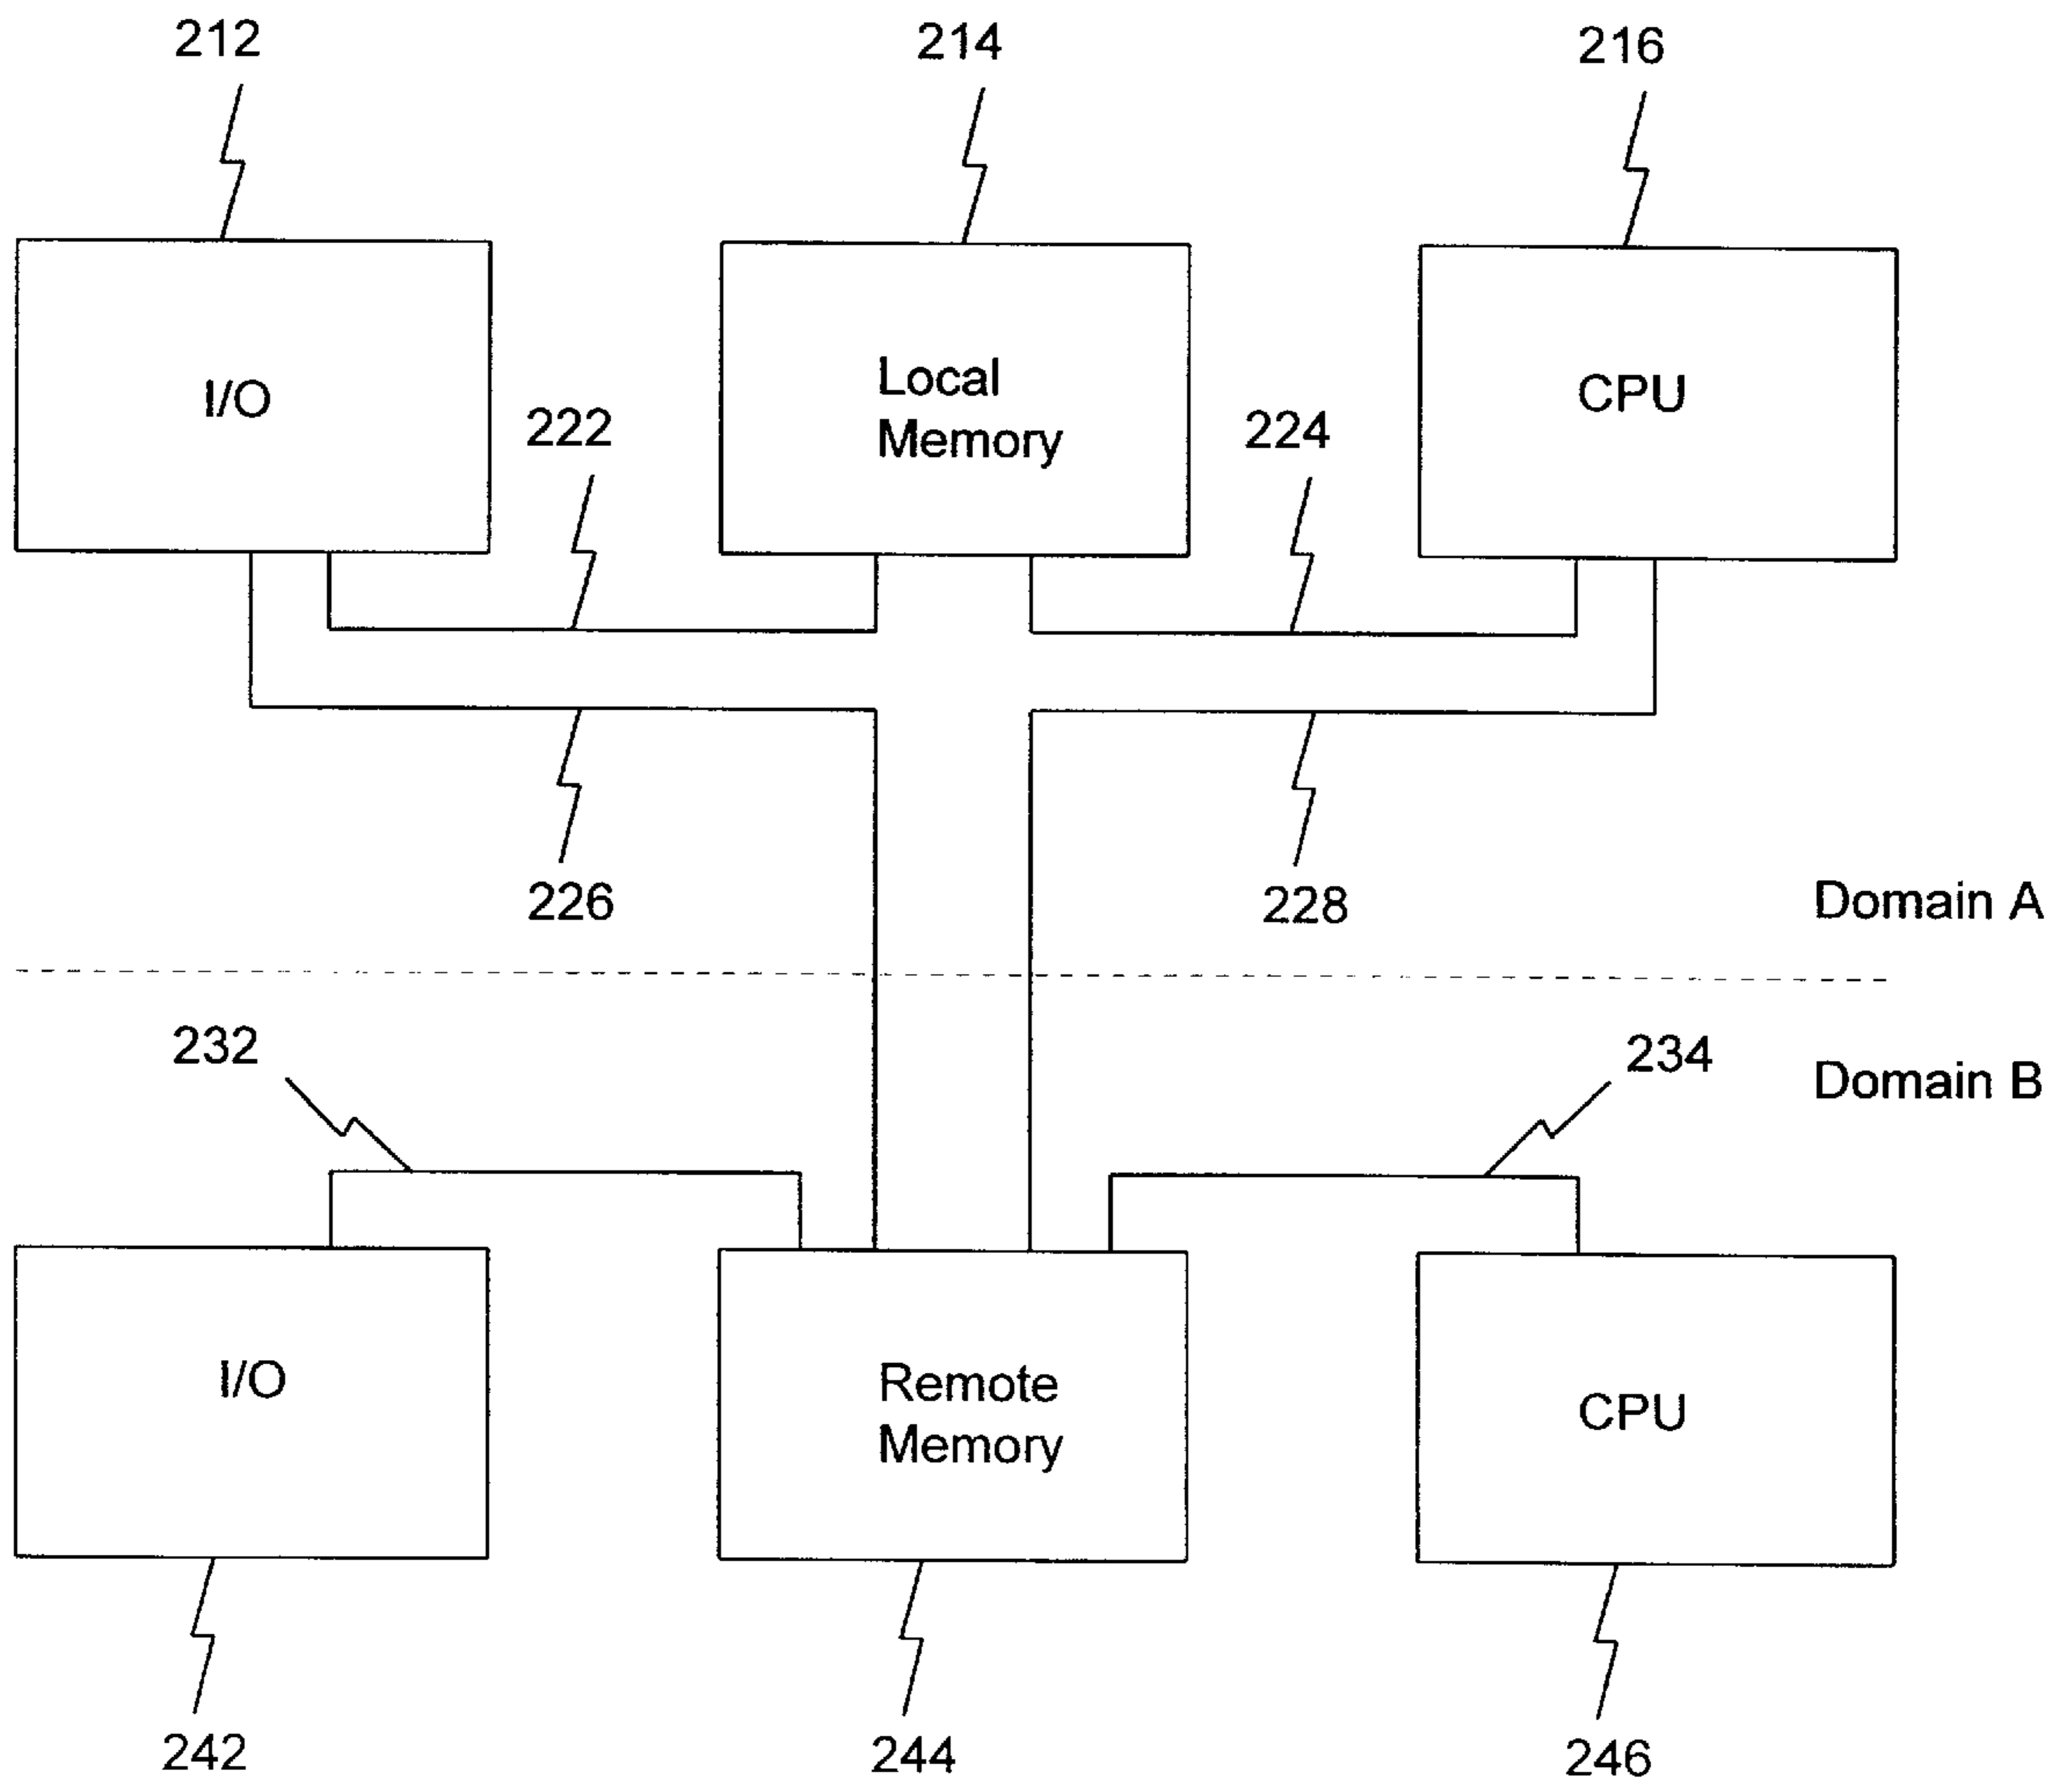 212
214
216
I/O
Local
Memory
CPU
222
224
226
228
Domain A
232
234
Domain B
I/O
Remote
Memory
CPU
242
244
246